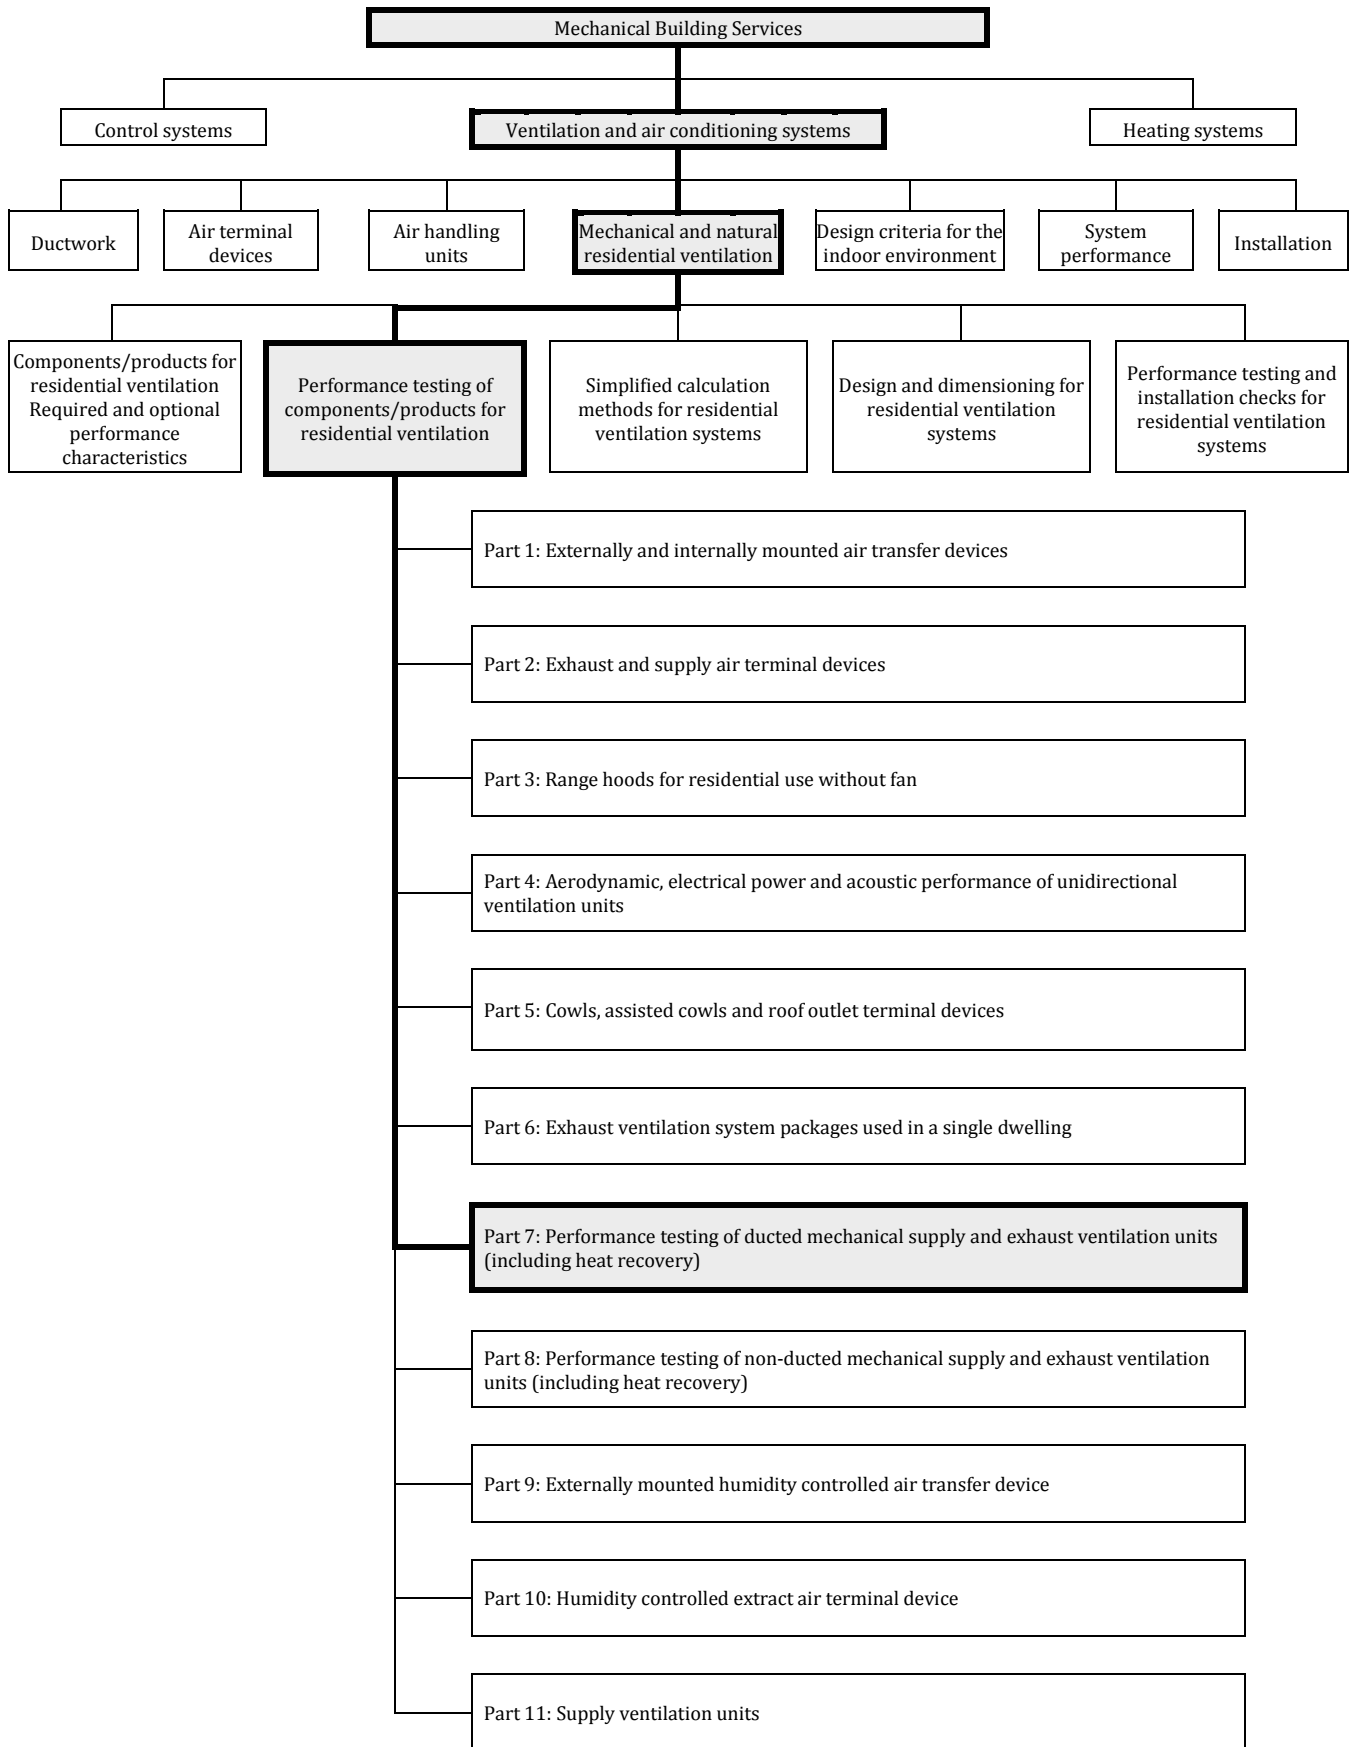 Mechanical Building Services
Control systems
Ventilation and air conditioning systems
Heating systems
Ductwork
Air terminal
devices
Air handling
units
Mechanical and natural
residential ventilation
Design criteria for the
indoor environment
System
performance
Installation
Components/products for
residential ventilation
Required and optional
performance
characteristics
Performance testing of
components/products for
residential ventilation
Simplified calculation
methods for residential
ventilation systems
Design and dimensioning for
residential ventilation
systems
Performance testing and
installation checks for
residential ventilation
systems
Part 1: Externally and internally mounted air transfer devices
Part 2: Exhaust and supply air terminal devices
Part 3: Range hoods for residential use without fan
Part 4: Aerodynamic, electrical power and acoustic performance of unidirectional
ventilation units
Part 5: Cowls, assisted cowls and roof outlet terminal devices
Part 6: Exhaust ventilation system packages used in a single dwelling
Part 7: Performance testing of ducted mechanical supply and exhaust ventilation units
(including heat recovery)
Part 8: Performance testing of non-ducted mechanical supply and exhaust ventilation
units (including heat recovery)
Part 9: Externally mounted humidity controlled air transfer device
Part 10: Humidity controlled extract air terminal device
Part 11: Supply ventilation units